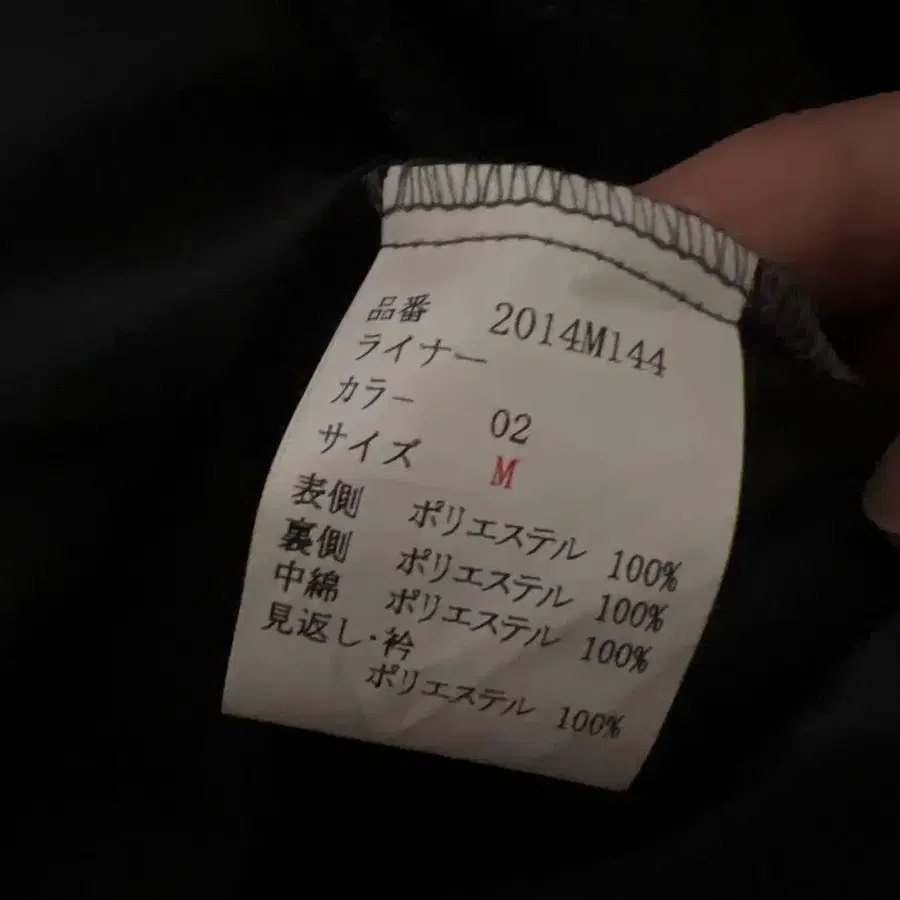 品番 2014M144
ライナー
カラー 02
サイズ M
表側 ポリエステル 100%
裏側 ポリエステル 100%
中綿 ポリエステル 100%
見返し・衿
ポリエステル 100%